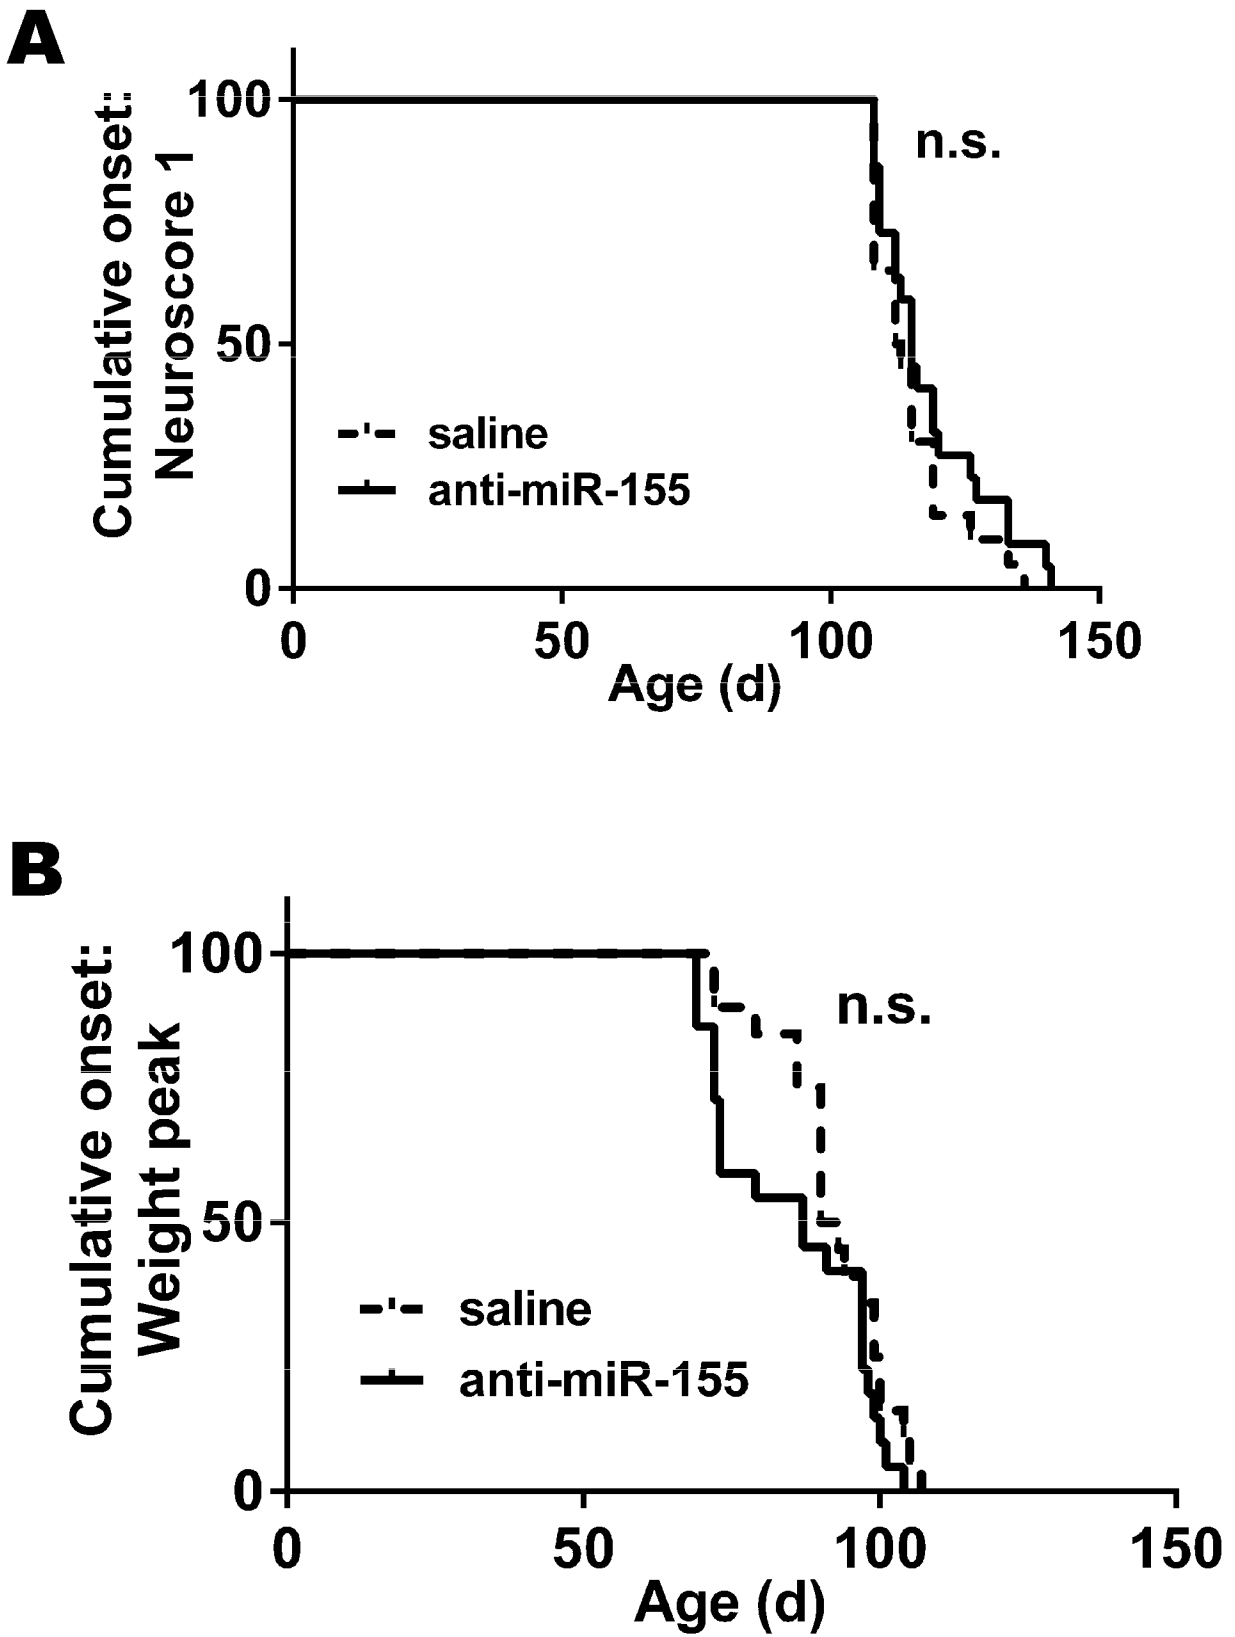 A
Cumulative onset:
Neuroscore 1
100
50
0
n.s.
saline
anti-miR-155
0 50 100 150
Age (d)
B
Cumulative onset:
Weight peak
100
50
0
n.s.
saline
anti-miR-155
0 50 100 150
Age (d)